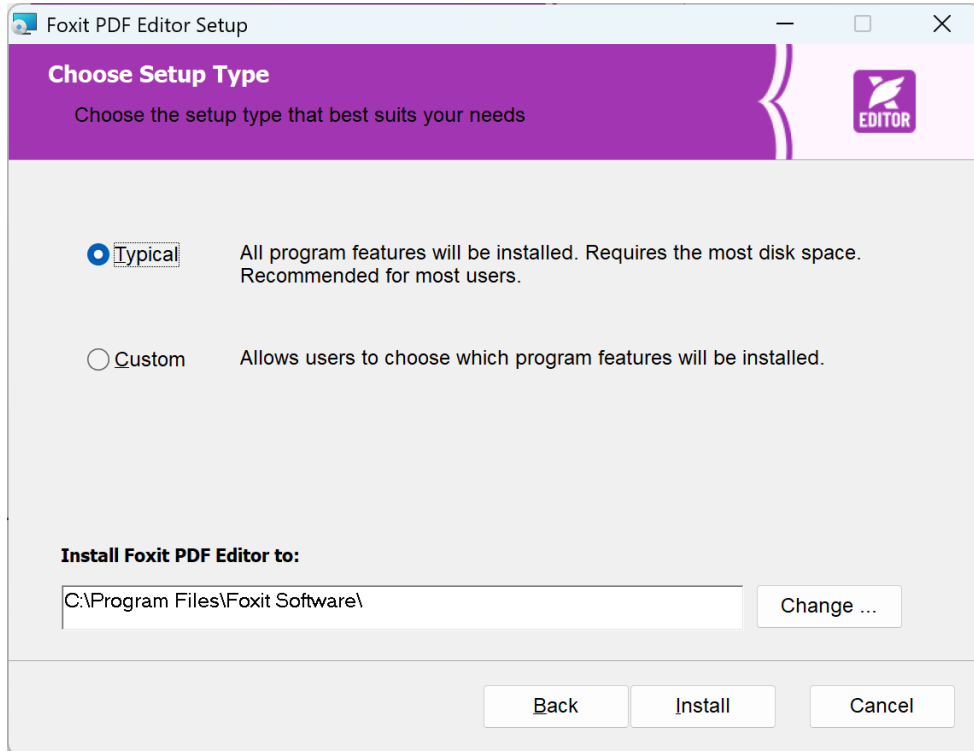 Foxit PDF Editor Setup
Choose Setup Type
Choose the setup type that best suits your needs
EDITOR
Typical
All program features will be installed. Requires the most disk space.
Recommended for most users.
Custom
Allows users to choose which program features will be installed.
Install Foxit PDF Editor to:
C:\Program Files\Foxit Software\
Change ...
Back
Install
Cancel